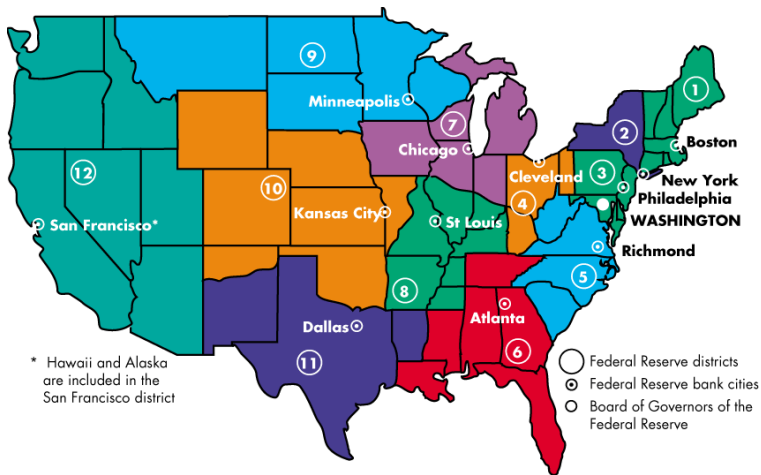 9
1
Minneapolis
7
2
Boston
Chicago
3
12
Cleveland
New York
10
Philadelphia
4
Kansas City
WASHINGTON
San Francisco*
St Louis
Richmond
5
8
Atlanta
Dallas
6
11
* Hawaii and Alaska
are included in the
San Francisco district
Federal Reserve districts
Federal Reserve bank cities
Board of Governors of the
Federal Reserve